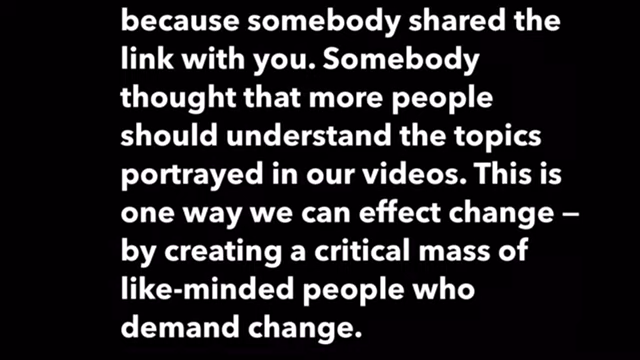 because somebody shared the
link with you. Somebody
thought that more people
should understand the topics
portrayed in our videos. This is
one way we can effect change —
by creating a critical mass of
like-minded people who
demand change.